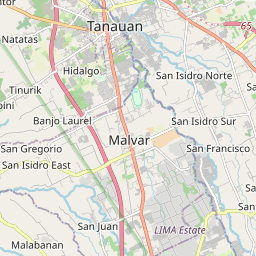 Natatas
Tanauan
65
Hidalgo
San Isidro Norte
Tinurik
pini
Banjo Laurel
San Isidro Sur
Malvar
San Gregorio
San Francisco
San Isidro East
San Juan
LIMA Estate
Malabanan